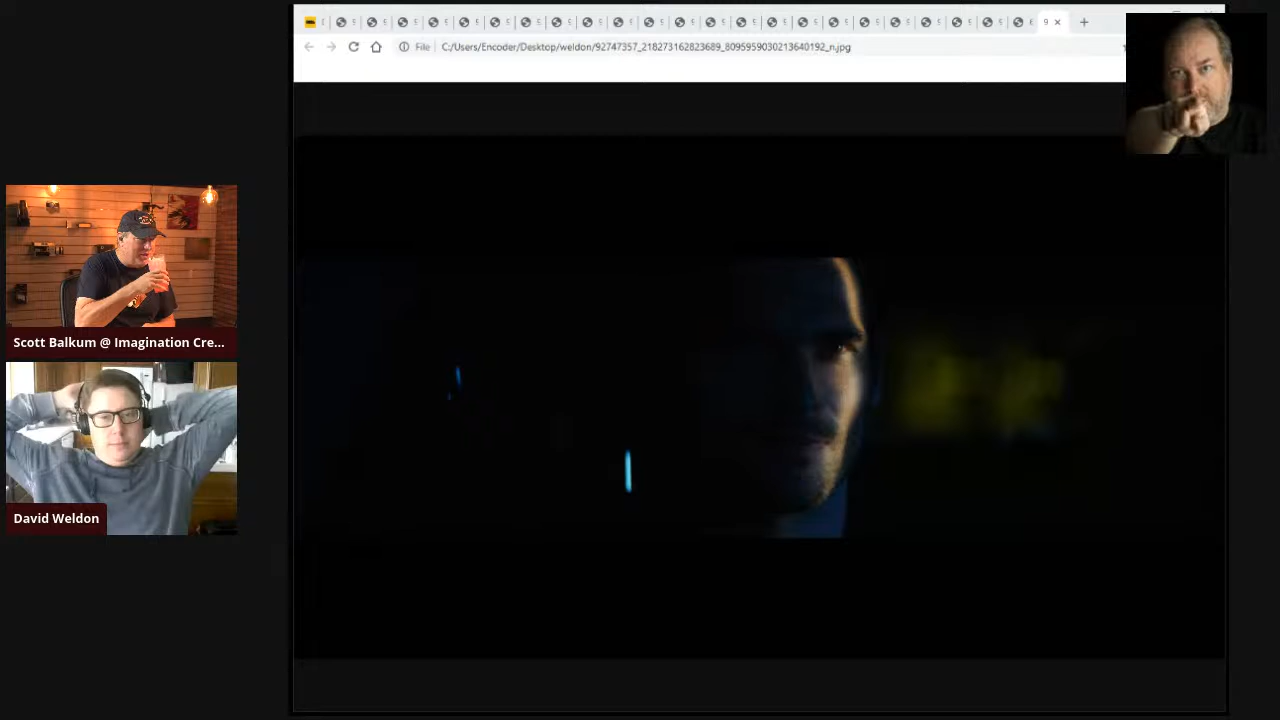 File
C:/Users/Encoder/Desktop/weldon/92747357_218273162823689_8095959030213640192_n.jpg
Scott Balkum @ Imagination Cre...
David Weldon